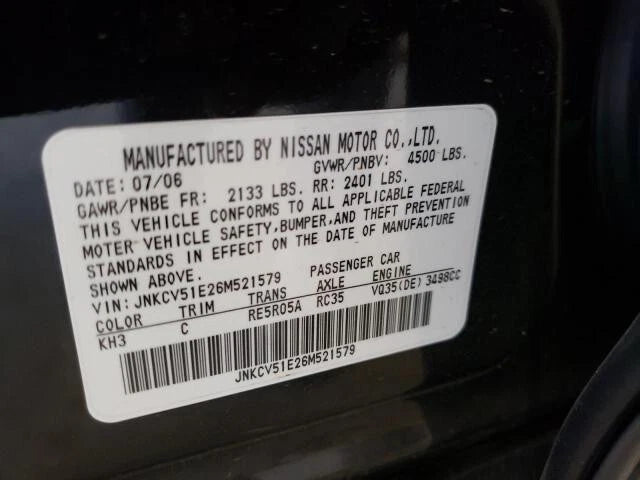 MANUFACTURED BY NISSAN MOTOR CO.,LTD.
DATE: 07/06 GVWR/PNBV: 4500 LBS.
GAWR/PNBE FR: 2133 LBS. RR: 2401 LBS.
THIS VEHICLE CONFORMS TO ALL APPLICABLE FEDERAL
MOTER VEHICLE SAFETY,BUMPER,AND THEFT PREVENTION
STANDARDS IN EFFECT ON THE DATE OF MANUFACTURE
SHOWN ABOVE.
VIN: JNKCV51E26M521579 PASSENGER CAR
COLOR TRIM TRANS AXLE ENGINE
KH3 C RE5R05A RC35 VQ35(DE) 3498CC
JNKCV51E26M521579